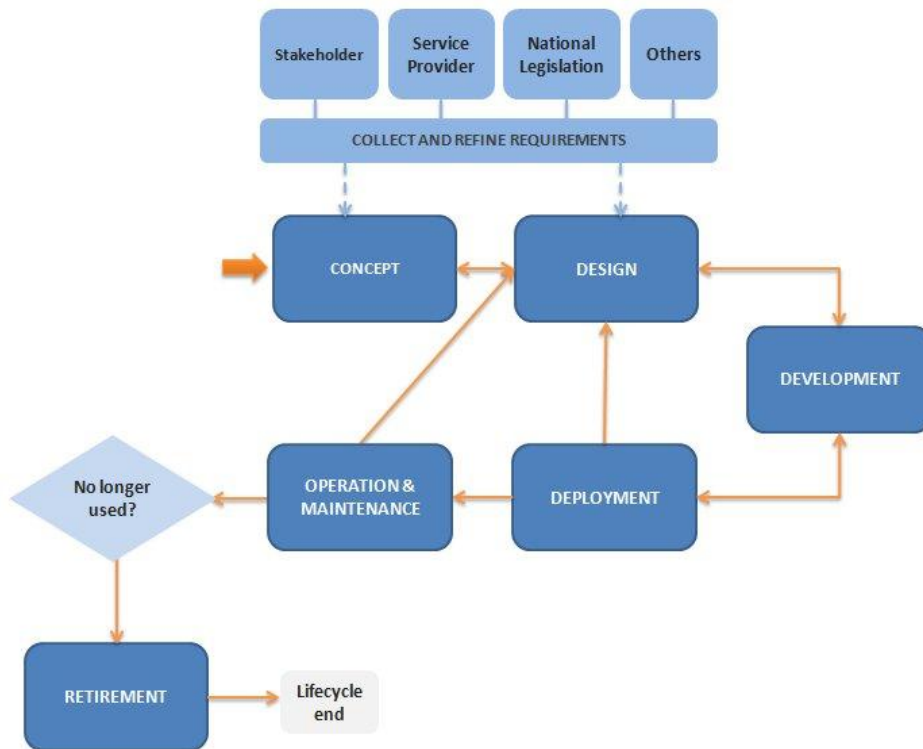 Stakeholder
Service
Provider
National
Legislation
Others
COLLECT AND REFINE REQUIREMENTS
CONCEPT
DESIGN
DEVELOPMENT
No longer
used?
OPERATION &
MAINTENANCE
DEPLOYMENT
RETIREMENT
Lifecycle
end